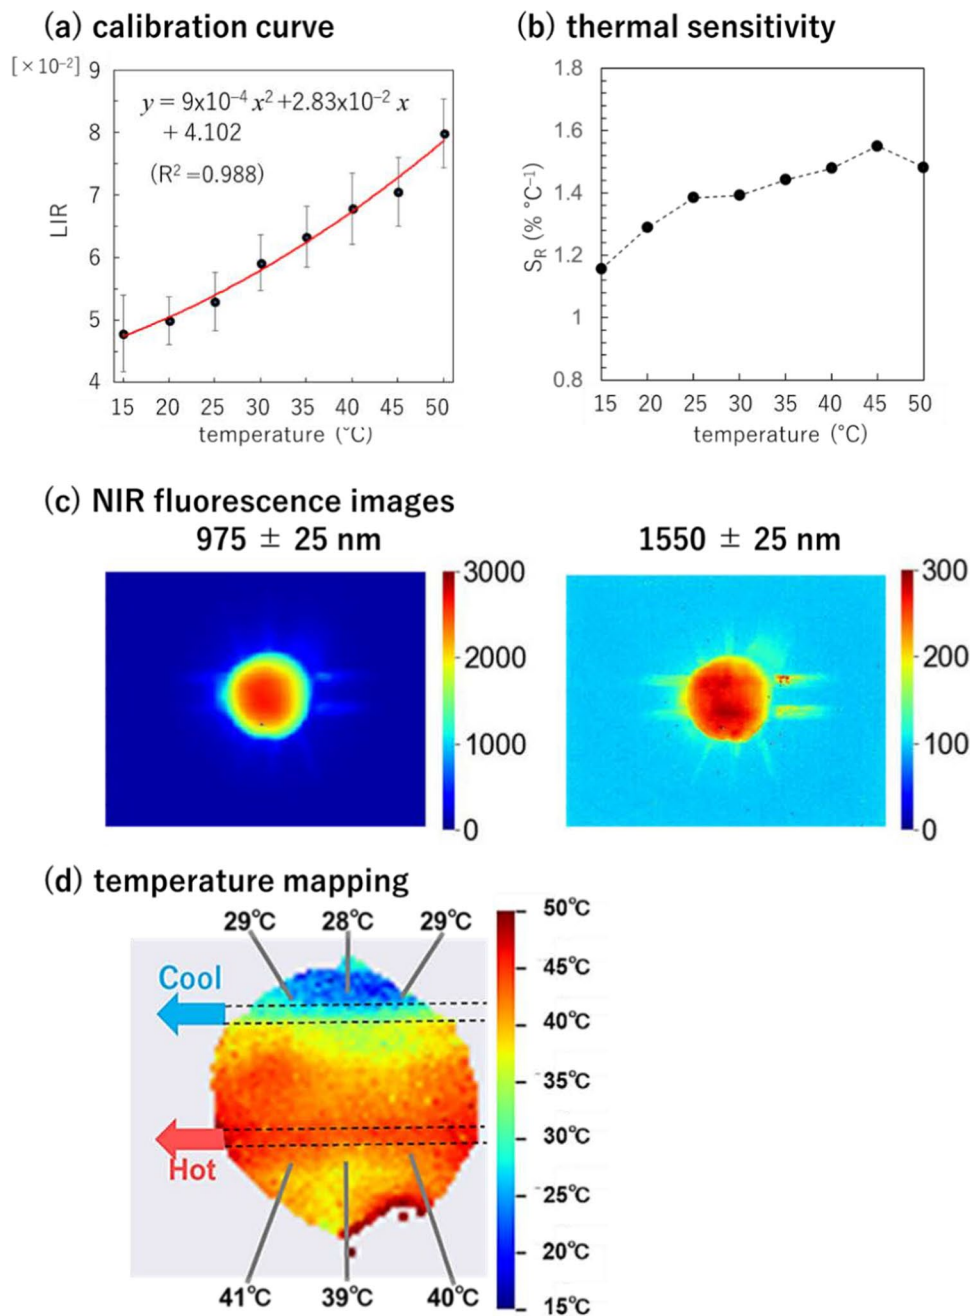 (a) calibration curve
[×10⁻²]
9
8
7
6
5
4
LIR
y = 9x10⁻⁴ x² +2.83x10⁻² x
+ 4.102
(R² =0.988)
15 20 25 30 35 40 45 50
temperature (°C)
(b) thermal sensitivity
1.8
1.6
1.4
1.2
1
0.8
S_R (% °C⁻¹)
15 20 25 30 35 40 45 50
temperature (°C)
(c) NIR fluorescence images
975 ± 25 nm
3000
2000
1000
0
1550 ± 25 nm
300
200
100
0
(d) temperature mapping
29℃ 28℃ 29℃
Cool
Hot
41℃ 39℃ 40℃
50℃
45℃
40℃
35℃
30℃
25℃
20℃
15℃